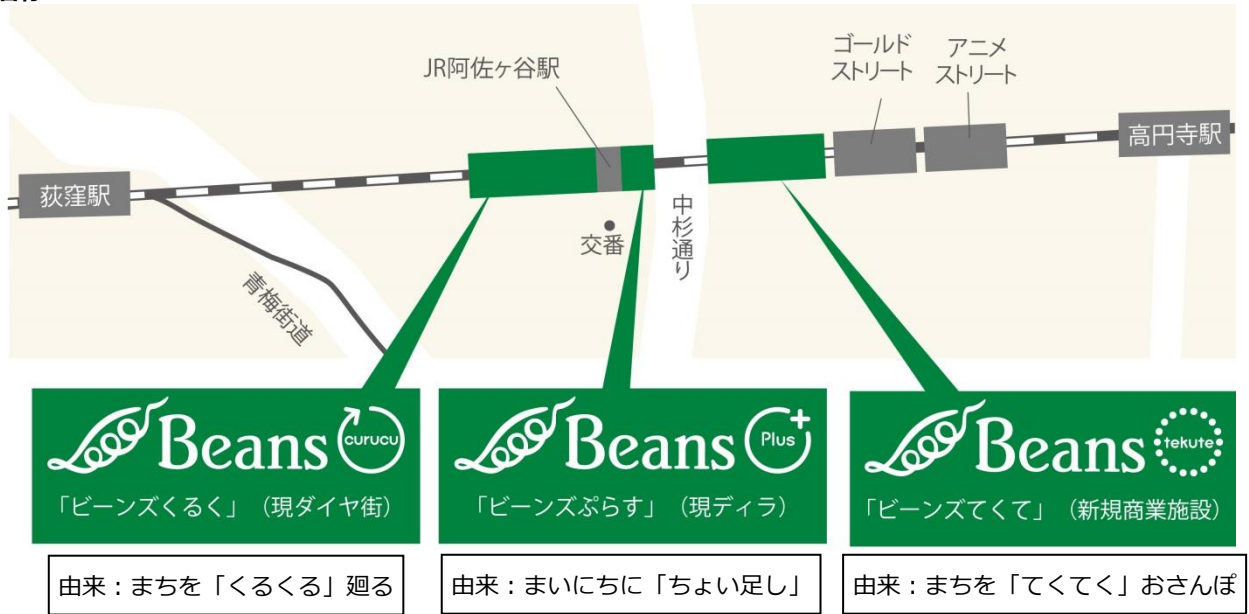 ゴールド
ストリート
アニメ
ストリート
JR阿佐ヶ谷駅
高円寺駅
荻窪駅
交番
中杉通り
青梅街道
Beans curucu
「ビーンズくるく」（現ダイヤ街）
Beans Plus+
「ビーンズぷらす」（現ディラ）
Beans tekute
「ビーンズてくて」（新規商業施設）
由来：まちを「くるくる」廻る
由来：まいにちに「ちょい足し」
由来：まちを「てくてく」おさんぽ